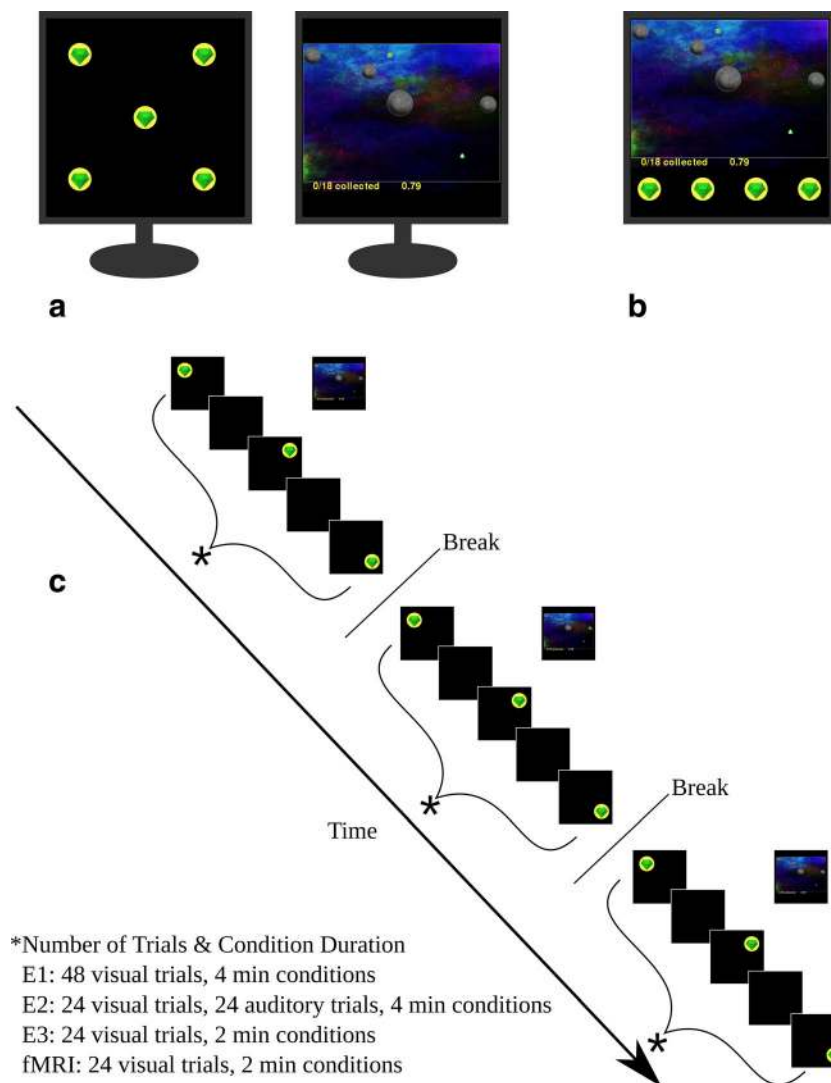 0/18 collected 0.79
0/18 collected 0.79
a
b
Break
c
Break
Time
*Number of Trials & Condition Duration
E1: 48 visual trials, 4 min conditions
E2: 24 visual trials, 24 auditory trials, 4 min conditions
E3: 24 visual trials, 2 min conditions
fMRI: 24 visual trials, 2 min conditions
*
*
*